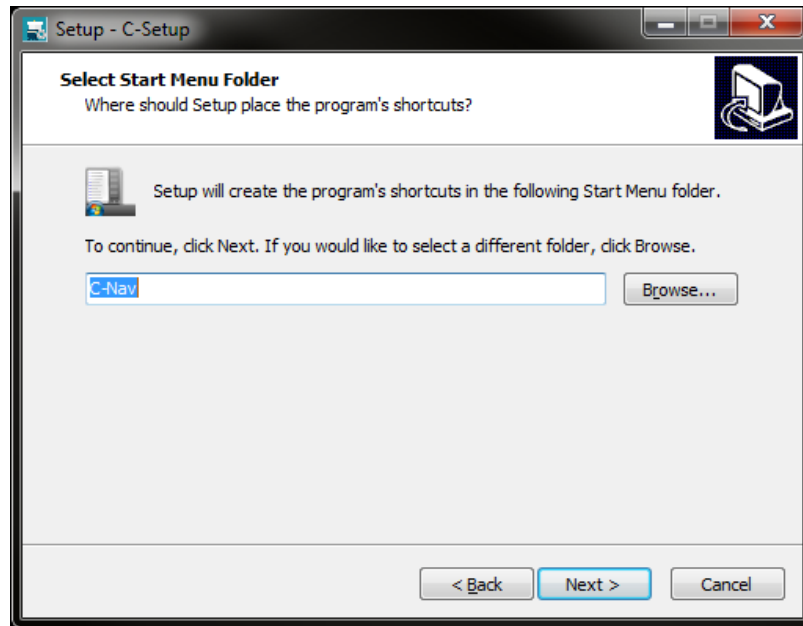 Setup - C-Setup
Select Start Menu Folder
Where should Setup place the program's shortcuts?
Setup will create the program's shortcuts in the following Start Menu folder.
To continue, click Next. If you would like to select a different folder, click Browse.
C-Nav
Browse...
< Back
Next >
Cancel